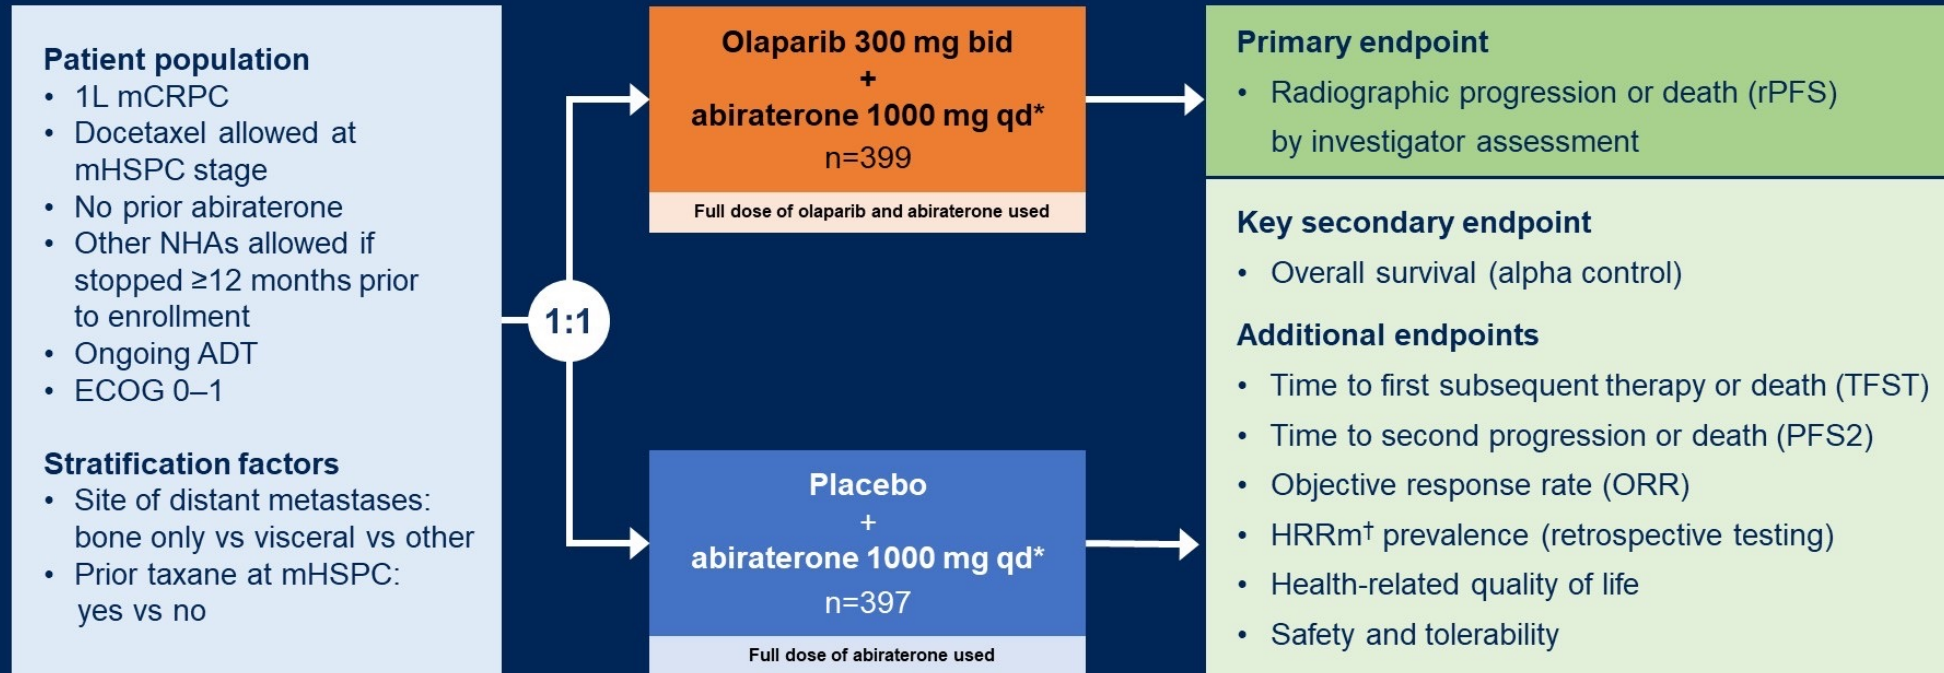 Patient population
• 1L mCRPC
• Docetaxel allowed at
mHSPC stage
• No prior abiraterone
• Other NHAs allowed if
stopped ≥12 months prior
to enrollment
• Ongoing ADT
• ECOG 0–1
Stratification factors
• Site of distant metastases:
bone only vs visceral vs other
• Prior taxane at mHSPC:
yes vs no
1:1
Olaparib 300 mg bid
+
abiraterone 1000 mg qd*
n=399
Full dose of olaparib and abiraterone used
Placebo
+
abiraterone 1000 mg qd*
n=397
Full dose of abiraterone used
Primary endpoint
• Radiographic progression or death (rPFS)
by investigator assessment
Key secondary endpoint
• Overall survival (alpha control)
Additional endpoints
• Time to first subsequent therapy or death (TFST)
• Time to second progression or death (PFS2)
• Objective response rate (ORR)
• HRRm† prevalence (retrospective testing)
• Health-related quality of life
• Safety and tolerability